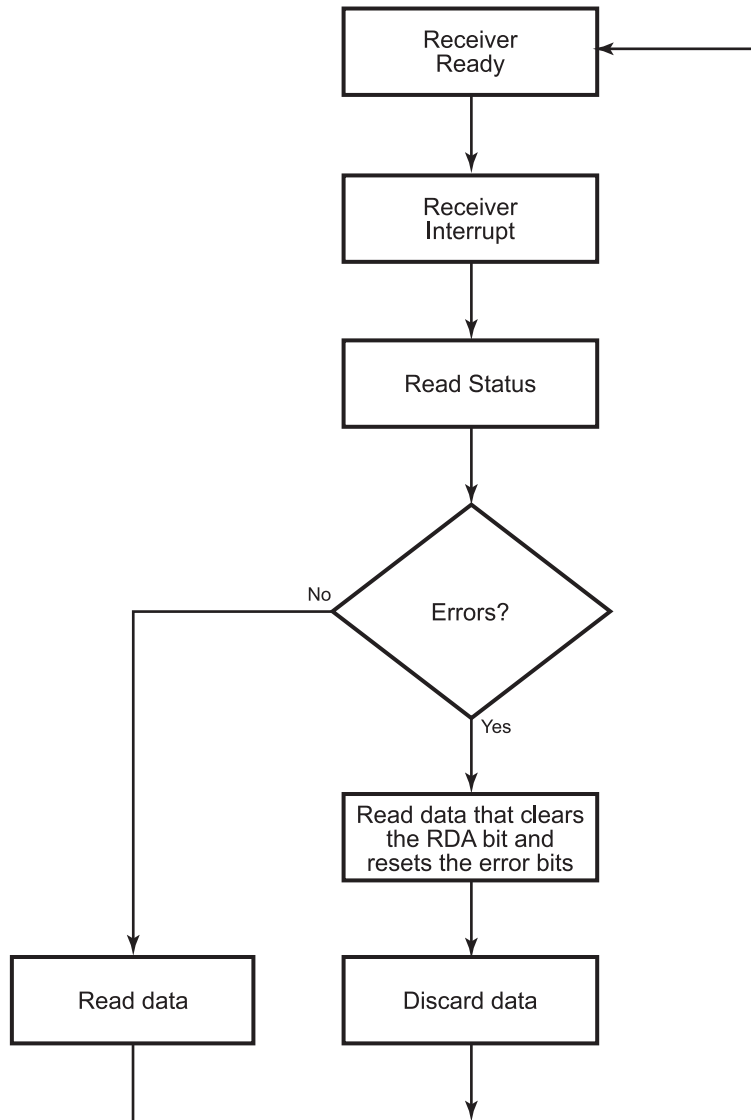 Receiver
Ready
Receiver
Interrupt
Read Status
Errors?
No
Yes
Read data that clears
the RDA bit and
resets the error bits
Read data
Discard data